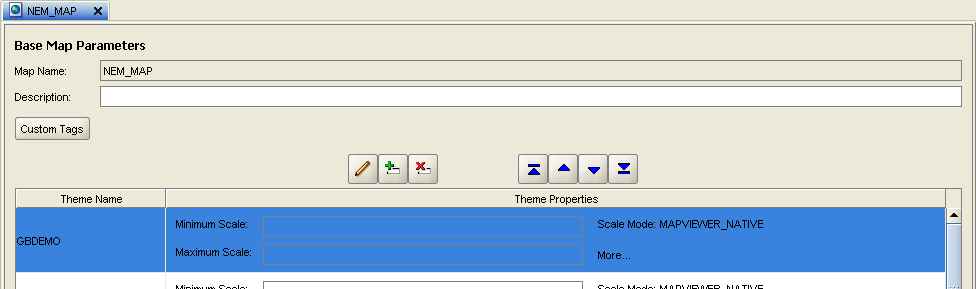 NEM_MAP
Base Map Parameters
Map Name: NEM_MAP
Description:
Custom Tags
Theme Name Theme Properties
Minimum Scale: Scale Mode: MAPVIEWER_NATIVE
GBDEMO
Maximum Scale: More...
Minimum Scale: Scale Mode: MAPVIEWER_NATIVE